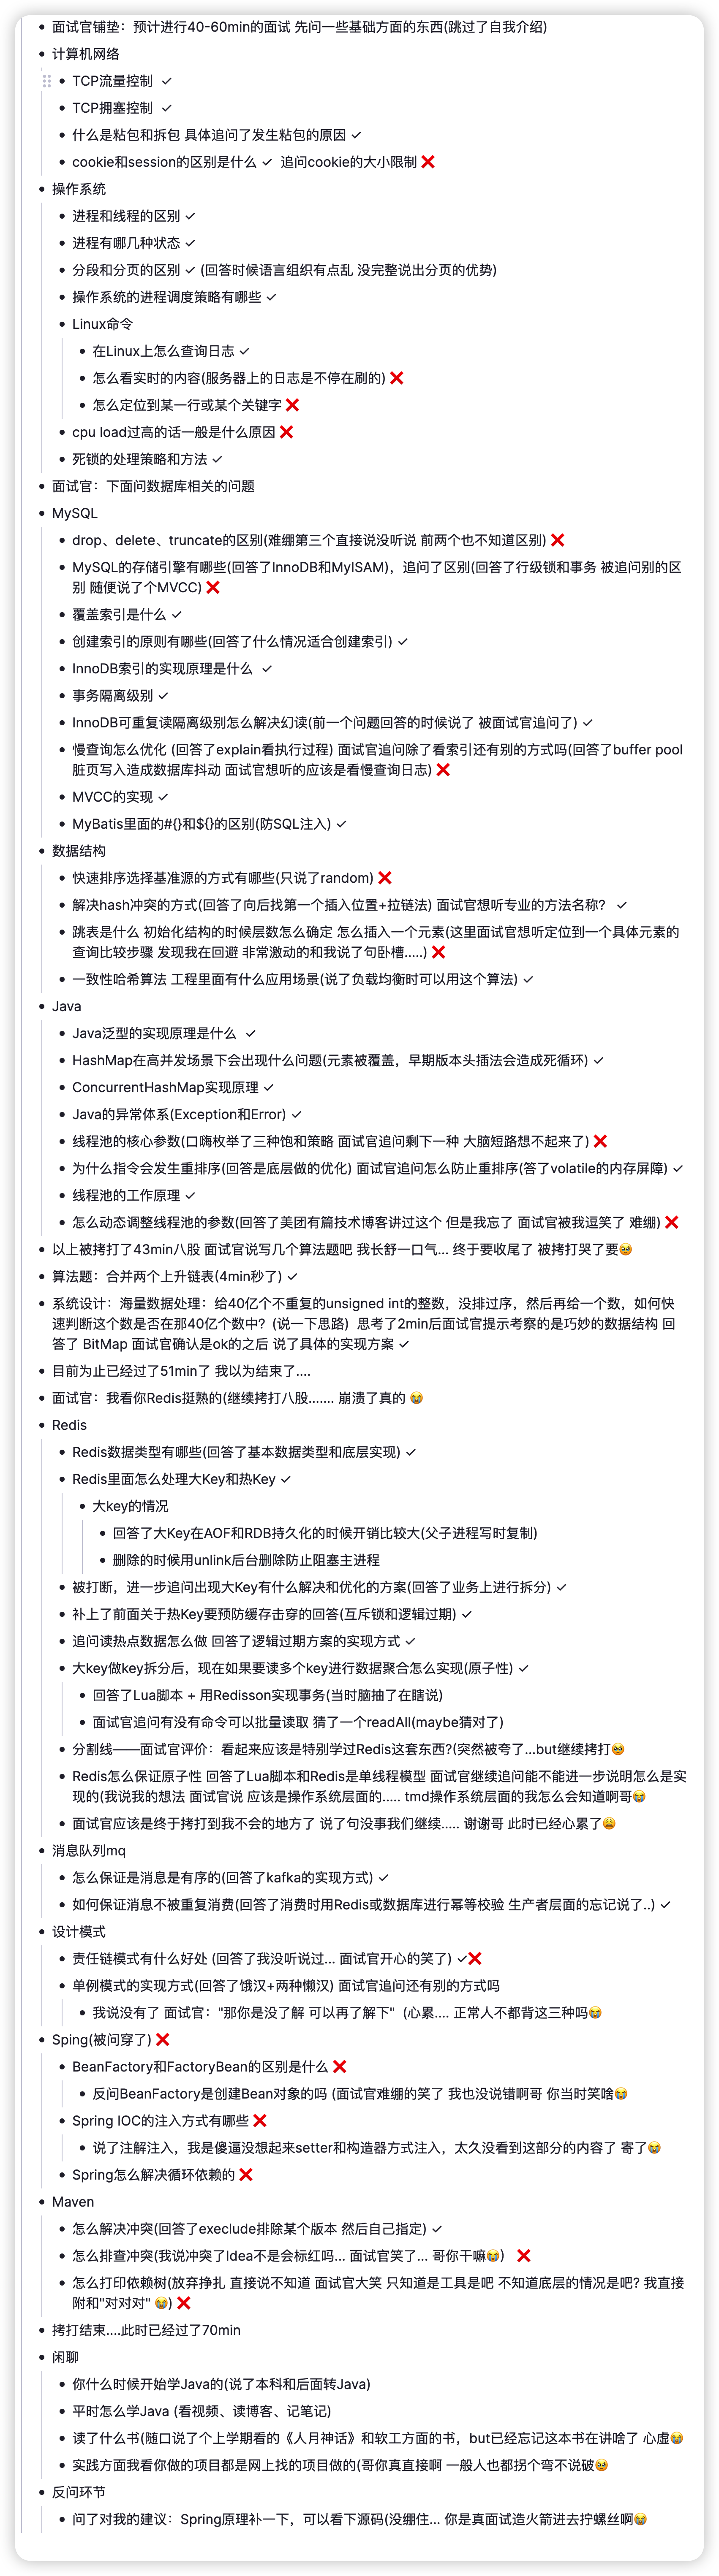 面试官铺垫：预计进行40-60min的面试 先问一些基础方面的东西(跳过了自我介绍)
计算机网络
TCP流量控制 ✓
TCP拥塞控制 ✓
什么是粘包和拆包 具体追问了发生粘包的原因 ✓
cookie和session的区别是什么 ✓ 追问cookie的大小限制 ❌
操作系统
进程和线程的区别 ✓
进程有哪几种状态 ✓
分段和分页的区别 ✓ (回答时候语言组织有点乱 没完整说出分页的优势)
操作系统的进程调度策略有哪些 ✓
Linux命令
在Linux上怎么查询日志 ✓
怎么看实时的内容(服务器上的日志是不停在刷的) ❌
怎么定位到某一行或某个关键字 ❌
cpu load过高的话一般是什么原因 ❌
死锁的处理策略和方法 ✓
面试官：下面问数据库相关的问题
MySQL
drop、delete、truncate的区别(难绷第三个直接说没听说 前两个也不知道区别) ❌
MySQL的存储引擎有哪些(回答了InnoDB和MyISAM)，追问了区别(回答了行级锁和事务 被追问别的区
别 随便说了个MVCC) ❌
覆盖索引是什么 ✓
创建索引的原则有哪些(回答了什么情况适合创建索引) ✓
InnoDB索引的实现原理是什么 ✓
事务隔离级别 ✓
InnoDB可重复读隔离级别怎么解决幻读(前一个问题回答的时候说了 被面试官追问了) ✓
慢查询怎么优化 (回答了explain看执行过程) 面试官追问除了看索引还有别的方式吗(回答了buffer pool
脏页写入造成数据库抖动 面试官想听的应该是看慢查询日志) ❌
MVCC的实现 ✓
MyBatis里面的#{}和${}的区别(防SQL注入) ✓
数据结构
快速排序选择基准源的方式有哪些(只说了random) ❌
解决hash冲突的方式(回答了向后找第一个插入位置+拉链法) 面试官想听专业的方法名称？ ✓
跳表是什么 初始化结构的时候层数怎么确定 怎么插入一个元素(这里面试官想听定位到一个具体元素的
查询比较步骤 发现我在回避 非常激动的和我说了句卧槽.....) ❌
一致性哈希算法 工程里面有什么应用场景(说了负载均衡时可以用这个算法) ✓
Java
Java泛型的实现原理是什么 ✓
HashMap在高并发场景下会出现什么问题(元素被覆盖，早期版本头插法会造成死循环) ✓
ConcurrentHashMap实现原理 ✓
Java的异常体系(Exception和Error) ✓
线程池的核心参数(口嗨枚举了三种饱和策略 面试官追问剩下一种 大脑短路想不起来了) ❌
为什么指令会发生重排序(回答是底层做的优化) 面试官追问怎么防止重排序(答了volatile的内存屏障) ✓
线程池的工作原理 ✓
怎么动态调整线程池的参数(回答了美团有篇技术博客讲过这个 但是我忘了 面试官被我逗笑了 难绷) ❌
以上被拷打了43min八股 面试官说写几个算法题吧 我长舒一口气... 终于要收尾了 被拷打哭了要🥹
算法题：合并两个上升链表(4min秒了) ✓
系统设计：海量数据处理：给40亿个不重复的unsigned int的整数，没排过序，然后再给一个数，如何快
速判断这个数是否在那40亿个数中？(说一下思路) 思考了2min后面试官提示考察的是巧妙的数据结构 回
答了 BitMap 面试官确认是ok的之后 说了具体的实现方案 ✓
目前为止已经过了51min了 我以为结束了....
面试官：我看你Redis挺熟的(继续拷打八股....... 崩溃了真的 😭
Redis
Redis数据类型有哪些(回答了基本数据类型和底层实现) ✓
Redis里面怎么处理大Key和热Key ✓
大key的情况
回答了大Key在AOF和RDB持久化的时候开销比较大(父子进程写时复制)
删除的时候用unlink后台删除防止阻塞主进程
被打断，进一步追问出现大Key有什么解决和优化的方案(回答了业务上进行拆分) ✓
补上了前面关于热Key要预防缓存击穿的回答(互斥锁和逻辑过期) ✓
追问读热点数据怎么做 回答了逻辑过期方案的实现方式 ✓
大key做key拆分后，现在如果要读多个key进行数据聚合怎么实现(原子性) ✓
回答了Lua脚本 + 用Redisson实现事务(当时脑抽了在瞎说)
面试官追问有没有命令可以批量读取 猜了一个readAll(maybe猜对了)
分割线——面试官评价：看起来应该是特别学过Redis这套东西?(突然被夸了...but继续拷打🥹
Redis怎么保证原子性 回答了Lua脚本和Redis是单线程模型 面试官继续追问能不能进一步说明怎么是实
现的(我说我的想法 面试官说 应该是操作系统层面的..... tmd操作系统层面的我怎么会知道啊哥😭
面试官应该是终于拷打到我不会的地方了 说了句没事我们继续..... 谢谢哥 此时已经心累了😩
消息队列mq
怎么保证是消息是有序的(回答了kafka的实现方式) ✓
如何保证消息不被重复消费(回答了消费时用Redis或数据库进行幂等校验 生产者层面的忘记说了..) ✓
设计模式
责任链模式有什么好处 (回答了我没听说过... 面试官开心的笑了) ✓❌
单例模式的实现方式(回答了饿汉+两种懒汉) 面试官追问还有别的方式吗
我说没有了 面试官："那你是没了解 可以再了解下" (心累.... 正常人不都背这三种吗😭
Sping(被问穿了) ❌
BeanFactory和FactoryBean的区别是什么 ❌
反问BeanFactory是创建Bean对象的吗 (面试官难绷的笑了 我也没说错啊哥 你当时笑啥😭
Spring IOC的注入方式有哪些 ❌
说了注解注入，我是傻逼没想起来setter和构造器方式注入，太久没看到这部分的内容了 寄了😭
Spring怎么解决循环依赖的 ❌
Maven
怎么解决冲突(回答了execlude排除某个版本 然后自己指定) ✓
怎么排查冲突(我说冲突了Idea不是会标红吗... 面试官笑了... 哥你干嘛😭) ❌
怎么打印依赖树(放弃挣扎 直接说不知道 面试官大笑 只知道是工具是吧 不知道底层的情况是吧? 我直接
附和"对对对" 😭) ❌
拷打结束....此时已经过了70min
闲聊
你什么时候开始学Java的(说了本科和后面转Java)
平时怎么学Java (看视频、读博客、记笔记)
读了什么书(随口说了个上学期看的《人月神话》和软工方面的书，but已经忘记这本书在讲啥了 心虚😭
实践方面我看你做的项目都是网上找的项目做的(哥你真直接啊 一般人也都拐个弯不说破🥹
反问环节
问了对我的建议：Spring原理补一下，可以看下源码(没绷住... 你是真面试造火箭进去拧螺丝啊😭